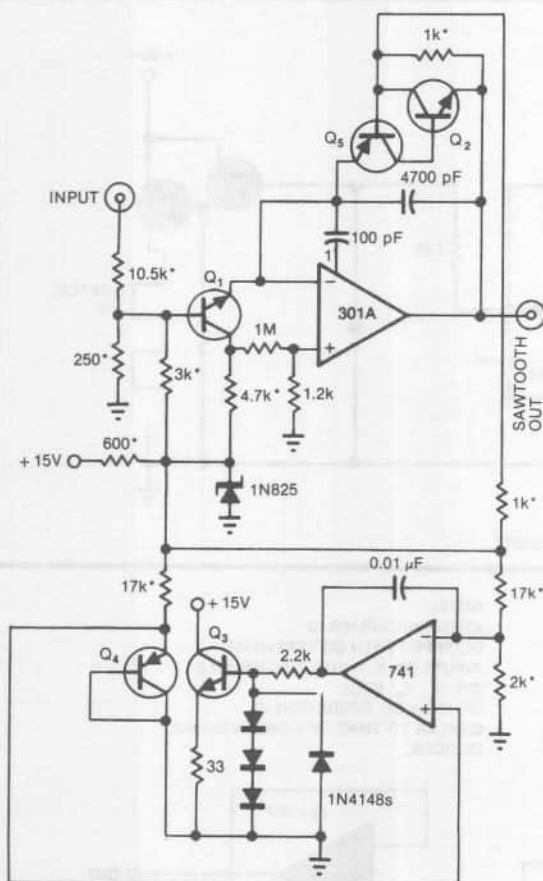 1k*
Q5
Q2
4700 pF
INPUT
100 pF
1
10.5k*
Q1
−
301A
+
1M
SAWTOOTH
OUT
250*
3k*
4.7k*
1.2k
600*
+ 15V
1N825
1k*
0.01 μF
17k*
+ 15V
17k*
Q4
Q3
2.2k
741
−
+
2k*
33
1N4148s